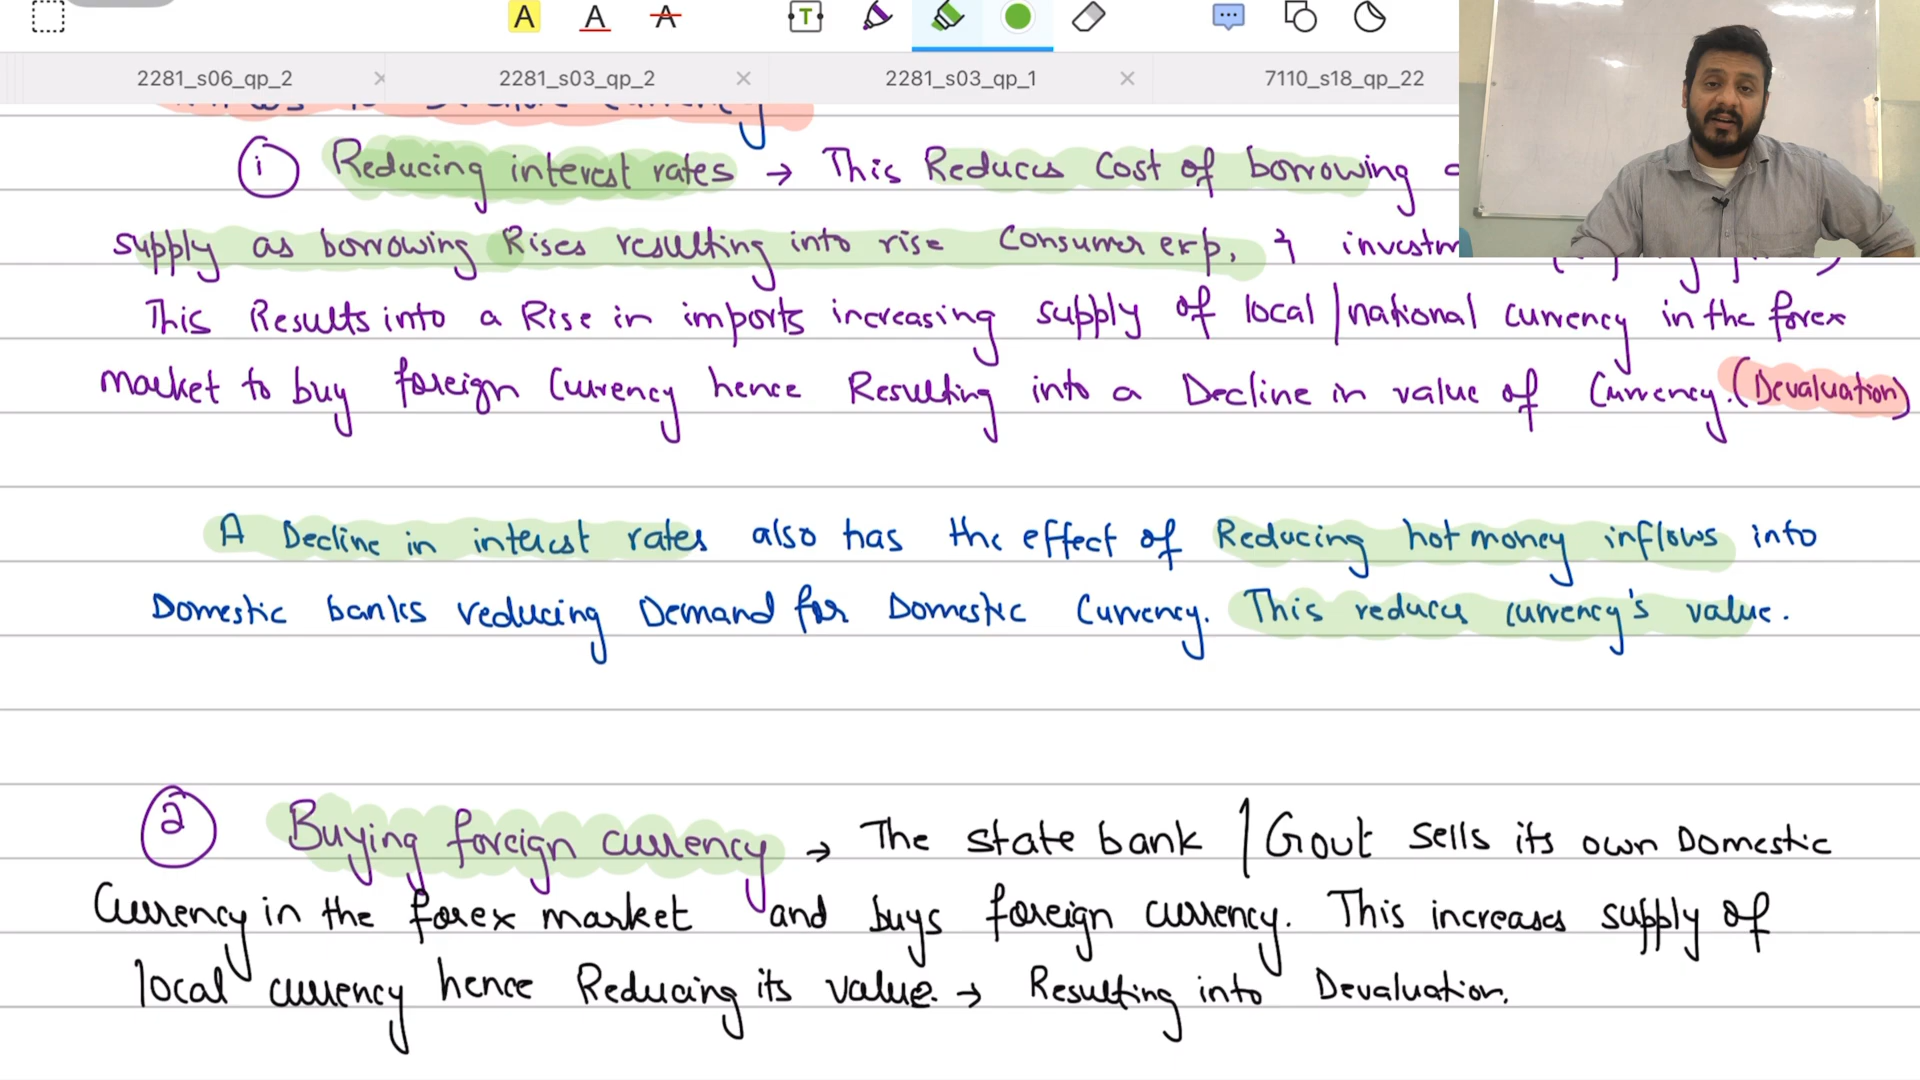 A A A T
2281_s06_qp_2 × 2281_s03_qp_2 × 2281_s03_qp_1 × 7110_s18_qp_22
currency
① Reducing interest rates → This Reduces Cost of borrowing
supply as borrowing Rises resulting into rise Consumer exp, & investm
This Results into a Rise in imports increasing supply of local | national currency in the forex
market to buy foreign Currency hence Resulting into a Decline in value of Currency. (Devaluation)
A Decline in interest rates also has the effect of Reducing hot money inflows into
Domestic banks reducing Demand for Domestic Currency. This reduces currency's value.
② Buying foreign currency → The state bank | Govt sells its own Domestic
Currency in the forex market and buys foreign currency. This increases supply of
local currency hence Reducing its value. → Resulting into Devaluation.